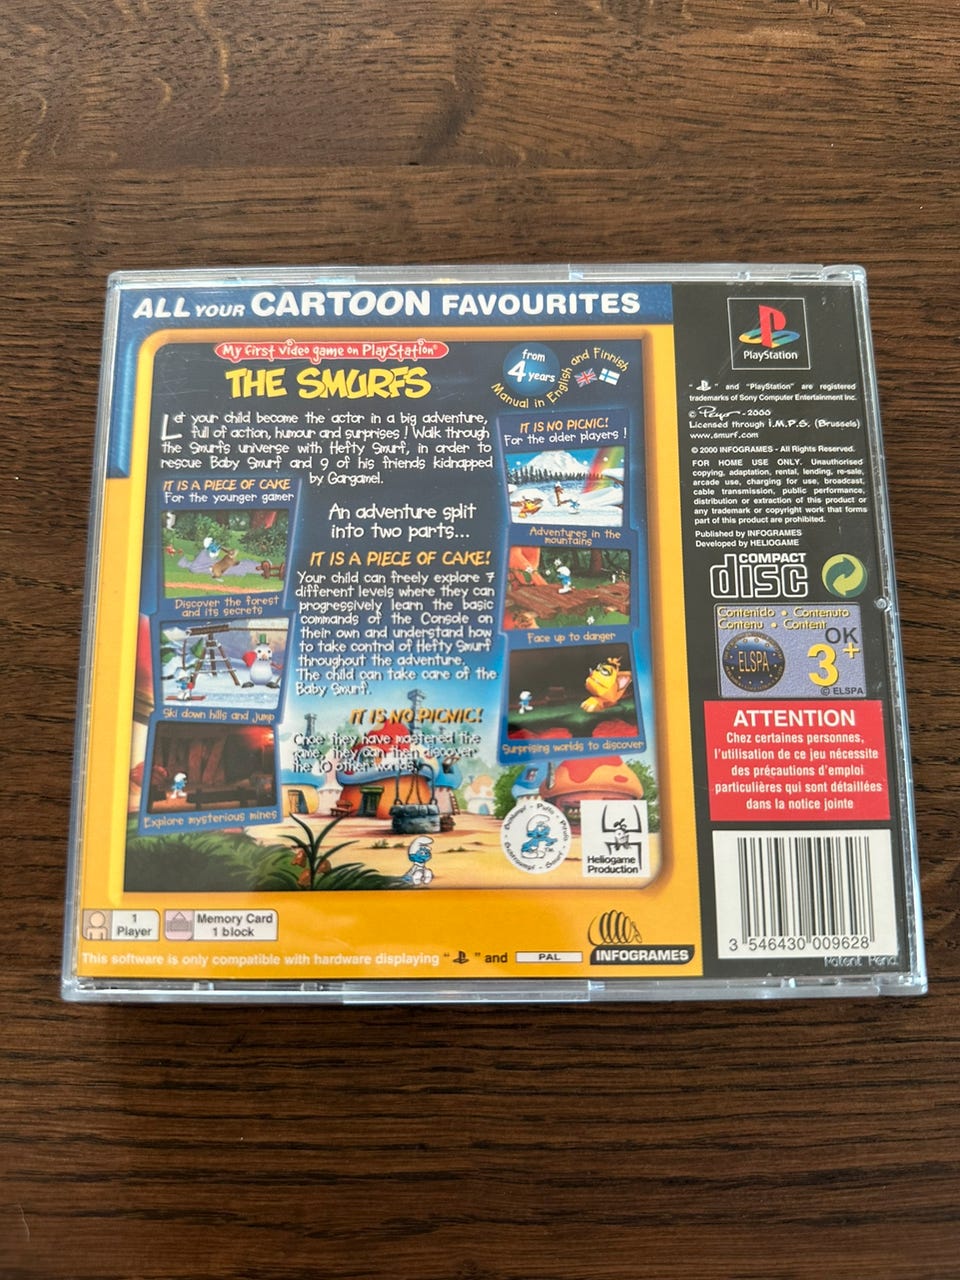 ALL YOUR CARTOON FAVOURITES
My first video game on PlayStation®
THE SMURFS
from
4 years
Manual in English and Finnish
Let your child become the actor in a big adventure,
full of action, humour and surprises ! Walk through
the Smurfs universe with Hefty Smurf, in order to
rescue Baby Smurf and 9 of his friends kidnapped
by Gargamel.
IT IS A PIECE OF CAKE
For the younger gamer
Discover the forest
and its secrets
Ski down hills and jump
Explore mysterious mines
An adventure split
into two parts...
IT IS A PIECE OF CAKE!
Your child can freely explore 7
different levels where they can
progressively learn the basic
commands of the Console on
their own and understand how
to take control of Hefty Smurf
throughout the adventure.
The child can take care of the
Baby Smurf.
IT IS NO PICNIC!
Once they have mastered the
game, they can then discover
the 10 other worlds.
IT IS NO PICNIC!
For the older players !
Adventures in the
mountains
Face up to danger
Surprising worlds to discover
Heliogame
Production
1
Player
Memory Card
1 block
INFOGRAMES
This software is only compatible with hardware displaying " " and PAL
PlayStation
" " and "PlayStation" are registered
trademarks of Sony Computer Entertainment Inc.
© Peyo - 2000
Licensed through I.M.P.S. (Brussels)
www.smurf.com
© 2000 INFOGRAMES - All Rights Reserved.
FOR HOME USE ONLY. Unauthorised
copying, adaptation, rental, lending, re-sale,
arcade use, charging for use, broadcast,
cable transmission, public performance,
distribution or extraction of this product or
any trademark or copyright work that forms
part of this product are prohibited.
Published by INFOGRAMES
Developed by HELIOGAME
COMPACT
disc
Contenido • Contenuto
Contenu • Content
ELSPA
OK
3+
© ELSPA
ATTENTION
Chez certaines personnes,
l'utilisation de ce jeu nécessite
des précautions d'emploi
particulières qui sont détaillées
dans la notice jointe
3 546430 009628
Patent Pend.